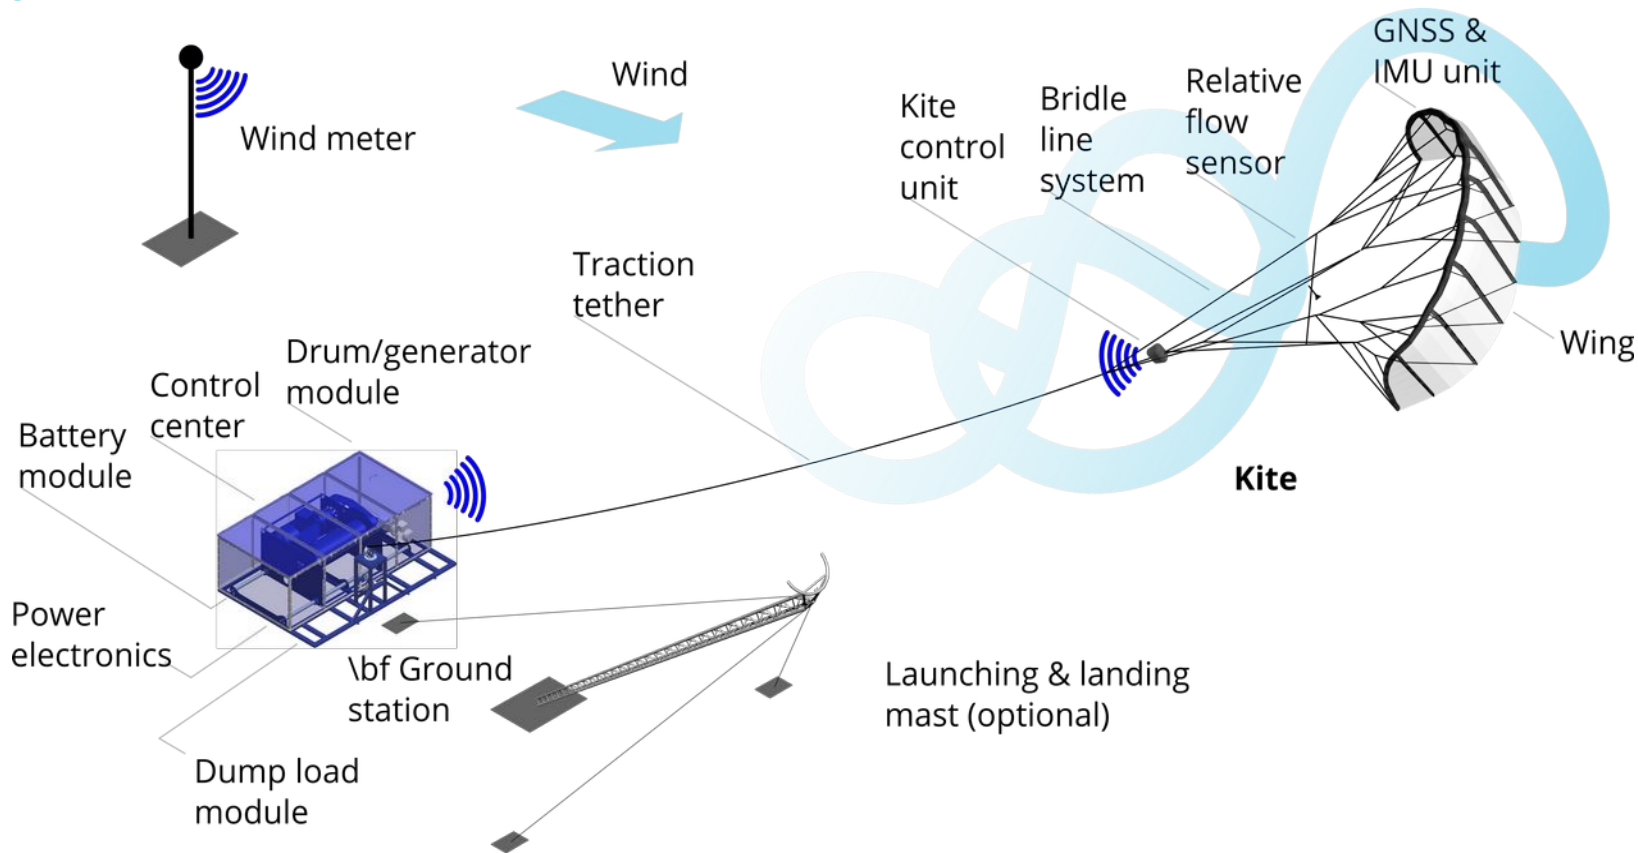 GNSS &
IMU unit
Wind
Relative
flow
sensor
Bridle
line
system
Kite
control
unit
Wind meter
Traction
tether
Wing
Drum/generator
module
Control
center
Battery
module
Kite
Power
electronics
\bf Ground
station
Launching & landing
mast (optional)
Dump load
module